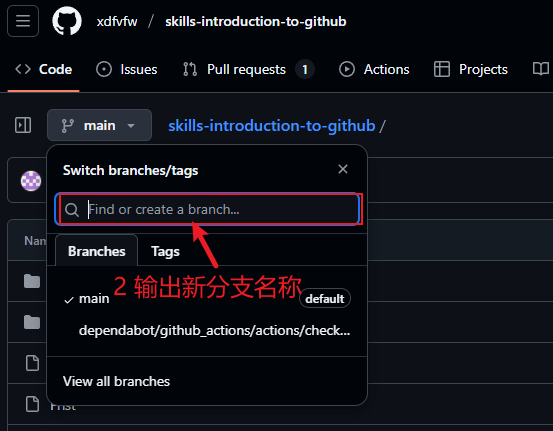 xdfvfw / skills-introduction-to-github
Code Issues Pull requests 1 Actions Projects
main skills-introduction-to-github /
Switch branches/tags
Find or create a branch...
Branches Tags
2 输出新分支名称
main default
dependabot/github_actions/actions/check...
View all branches